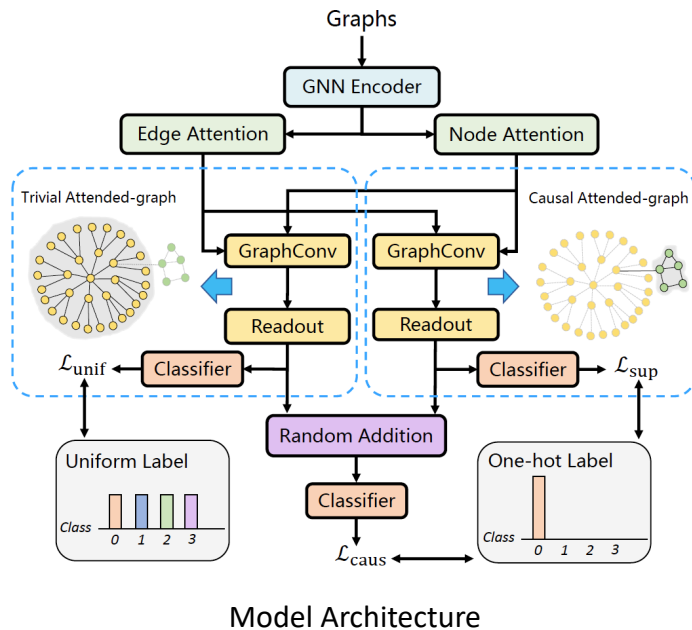 Graphs
GNN Encoder
Edge Attention
Node Attention
Trivial Attended-graph
Causal Attended-graph
GraphConv
GraphConv
Readout
Readout
ℒunif
Classifier
Classifier
ℒsup
Random Addition
Uniform Label
Class
0 1 2 3
One-hot Label
Class
0 1 2 3
Classifier
ℒcaus
Model Architecture